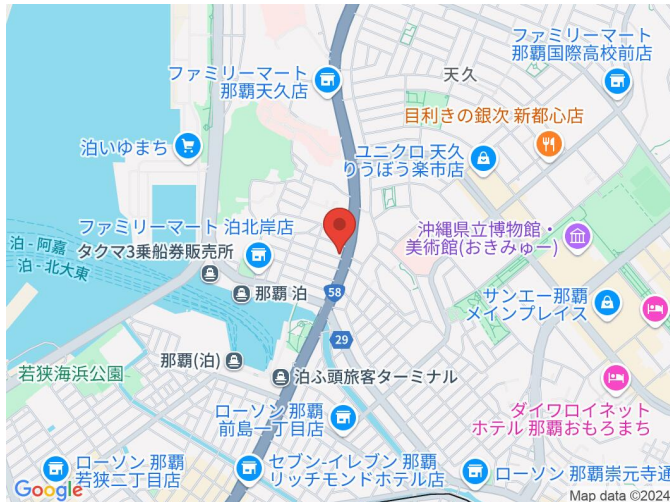 ファミリーマート
那覇天久店
天久
ファミリーマート
那覇国際高校前店
目利きの銀次 新都心店
泊いゆまち
ユニクロ 天久
りうぼう楽市店
ファミリーマート 泊北岸店
沖縄県立博物館・
美術館(おきみゅー)
泊 - 阿嘉
タクマ3乗船券販売所
泊 - 北大東
那覇 泊
58
サンエー那覇
メインプレイス
29
那覇(泊)
若狭海浜公園
泊ふ頭旅客ターミナル
ダイワロイネット
ホテル 那覇おもろまち
ローソン 那覇
前島一丁目店
ローソン 那覇
若狭二丁目店
セブン-イレブン 那覇
リッチモンドホテル店
ローソン 那覇崇元寺通
Google
Map data ©2024